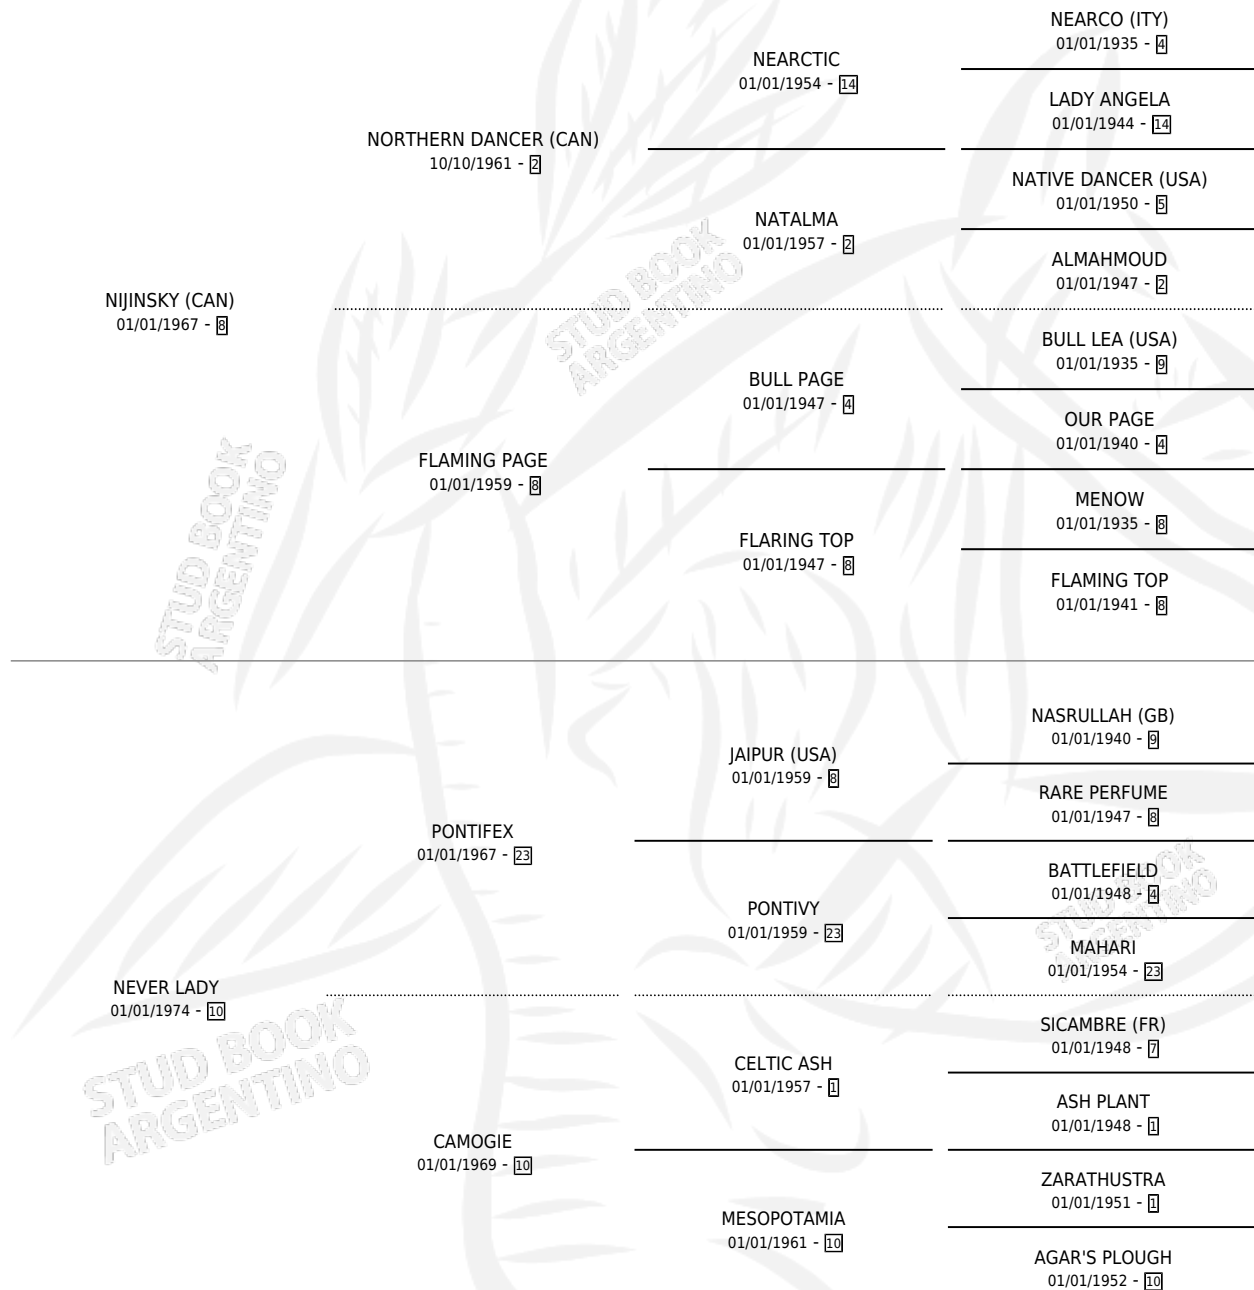 NEARCO (ITY)
01/01/1935 - 4
NEARCTIC
01/01/1954 - 14
LADY ANGELA
01/01/1944 - 14
NORTHERN DANCER (CAN)
10/10/1961 - 2
NATIVE DANCER (USA)
01/01/1950 - 5
NATALMA
01/01/1957 - 2
ALMAHMOUD
01/01/1947 - 2
NIJINSKY (CAN)
01/01/1967 - 8
STUD BOOK
ARGENTINO
BULL LEA (USA)
01/01/1935 - 9
BULL PAGE
01/01/1947 - 4
OUR PAGE
01/01/1940 - 4
FLAMING PAGE
01/01/1959 - 8
MENOW
01/01/1935 - 8
FLARING TOP
01/01/1947 - 8
FLAMING TOP
01/01/1941 - 8
STUD BOOK
ARGENTINO
NASRULLAH (GB)
01/01/1940 - 9
JAIPUR (USA)
01/01/1959 - 8
RARE PERFUME
01/01/1947 - 8
PONTIFEX
01/01/1967 - 23
BATTLEFIELD
01/01/1948 - 4
PONTIVY
01/01/1959 - 23
STUD BOOK
ARGENTINO
MAHARI
01/01/1954 - 23
NEVER LADY
01/01/1974 - 10
SICAMBRE (FR)
01/01/1948 - 7
CELTIC ASH
01/01/1957 - 1
ASH PLANT
01/01/1948 - 1
STUD BOOK
ARGENTINO
CAMOGIE
01/01/1969 - 10
ZARATHUSTRA
01/01/1951 - 1
MESOPOTAMIA
01/01/1961 - 10
AGAR'S PLOUGH
01/01/1952 - 10